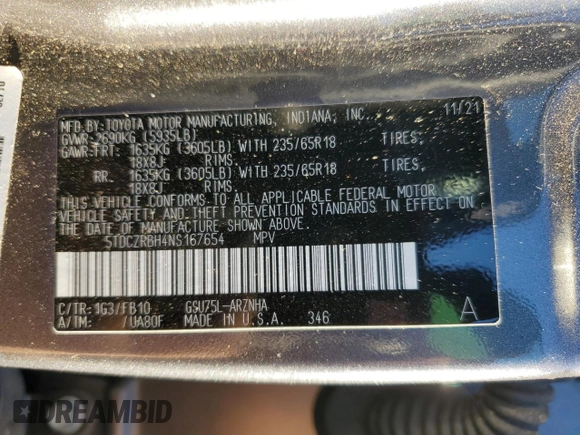 MFD.BY:TOYOTA MOTOR MANUFACTURING, INDIANA, INC. 11/21
GVWR 2690KG (5935LB)
GAWR:FRT: 1635KG (3605LB) WITH 235/65R18 TIRES,
18X8J RIMS.
RR. 1635KG (3605LB) WITH 235/65R18 TIRES,
18X8J RIMS.
THIS VEHICLE CONFORMS TO ALL APPLICABLE FEDERAL MOTOR
VEHICLE SAFETY AND THEFT PREVENTION STANDARDS IN EFFECT ON
THE DATE OF MANUFACTURE SHOWN ABOVE.
5TDCZRBH4NS167654 MPV
C/TR: 1G3/FB10 GSU75L-ARZNHA
A/TM: /UA80F MADE IN U.S.A. 346 A
DREAMBID